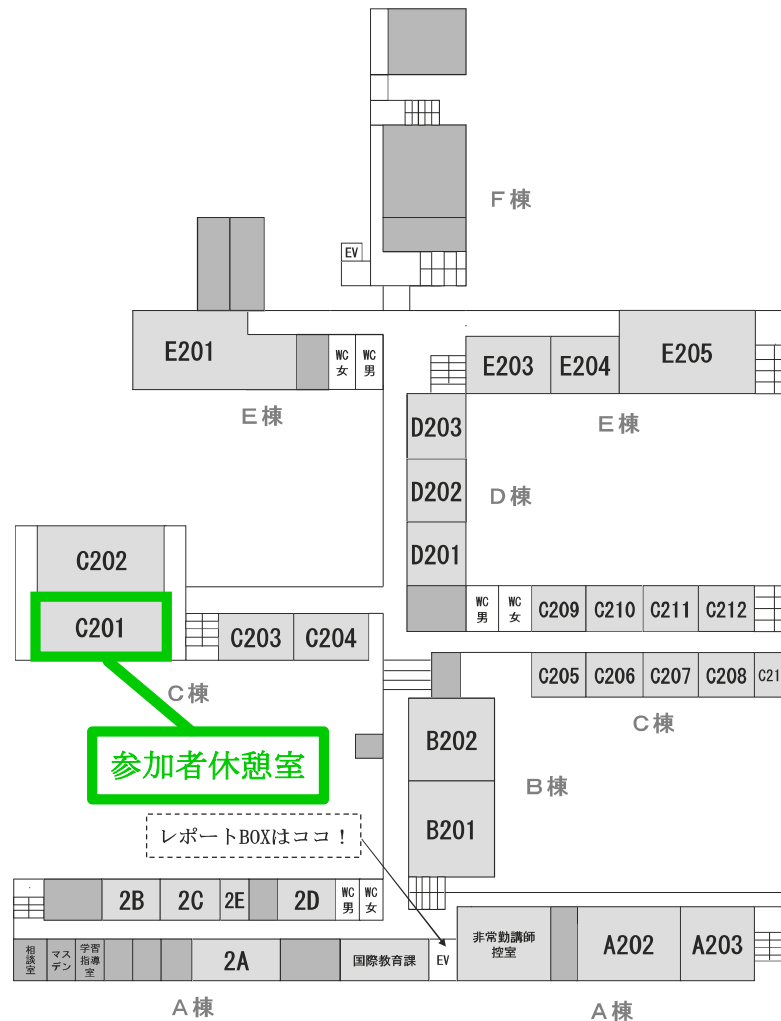 F棟
EV
E201
WC
女
WC
男
E203
E204
E205
E棟
E棟
D203
D202
D201
D棟
C202
C201
C203
C204
WC
男
WC
女
C209
C210
C211
C212
C205
C206
C207
C208
C21
C棟
C棟
参加者休憩室
B202
B201
B棟
レポートBOXはココ！
2B
2C
2E
2D
WC
男
WC
女
相談室
マスデン
学習
指導
室
2A
国際教育課
EV
非常勤講師
控室
A202
A203
A棟
A棟